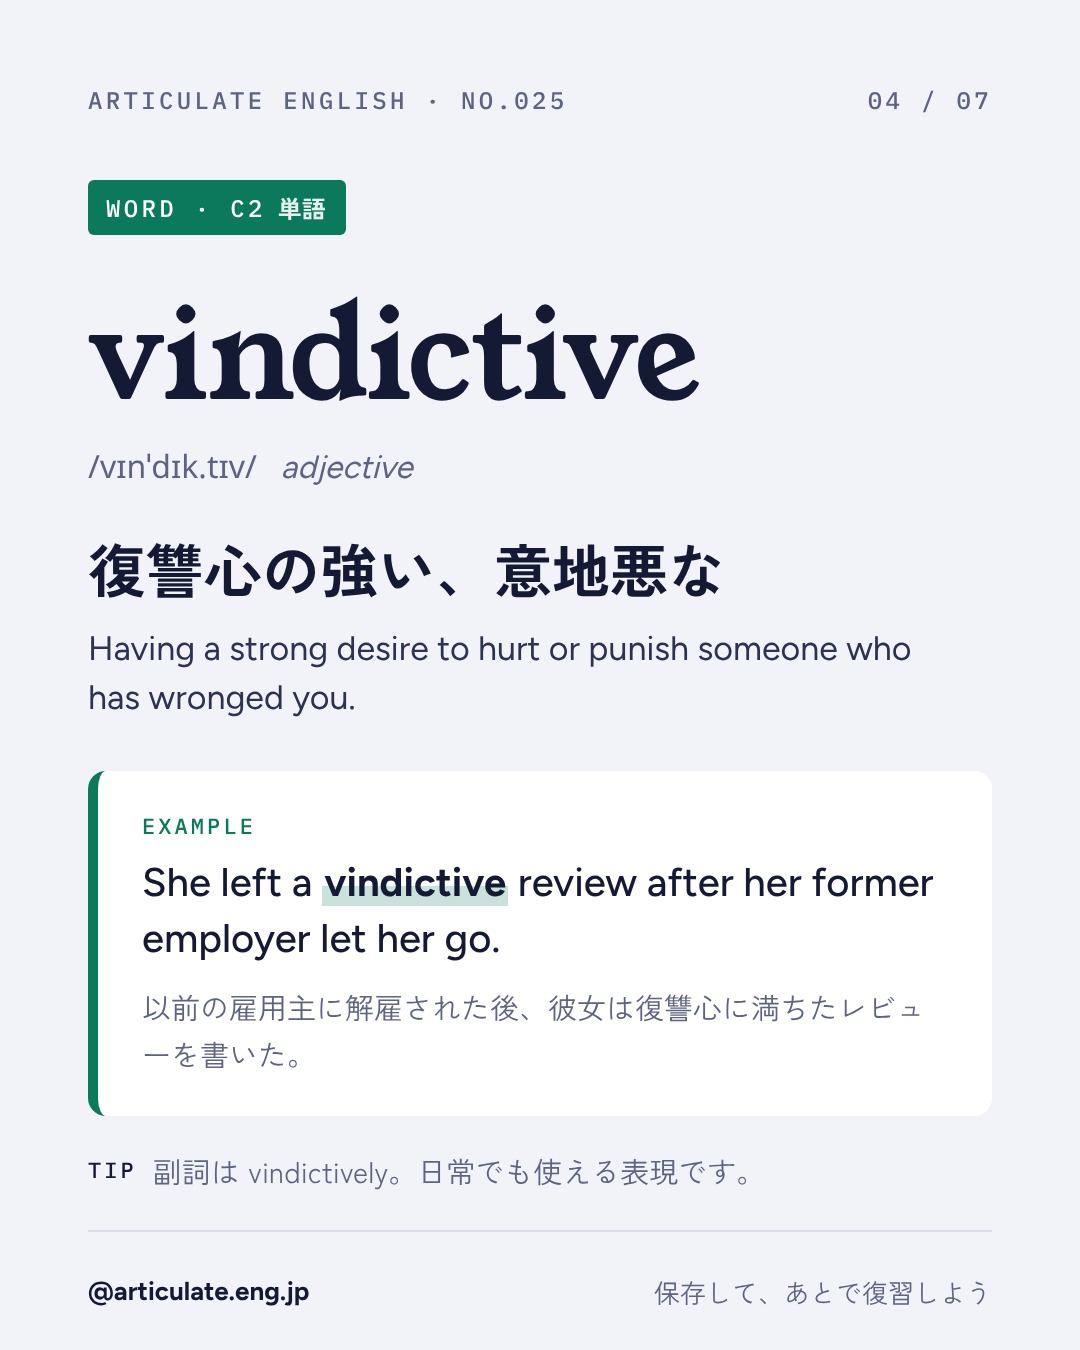 ARTICULATE ENGLISH · NO.025
04 / 07
WORD · C2 単語
vindictive
/vɪnˈdɪk.tɪv/ adjective
復讐心の強い、意地悪な
Having a strong desire to hurt or punish someone who
has wronged you.
EXAMPLE
She left a vindictive review after her former
employer let her go.
以前の雇用主に解雇された後、彼女は復讐心に満ちたレビュ
ーを書いた。
TIP 副詞は vindictively。日常でも使える表現です。
@articulate.eng.jp
保存して、あとで復習しよう